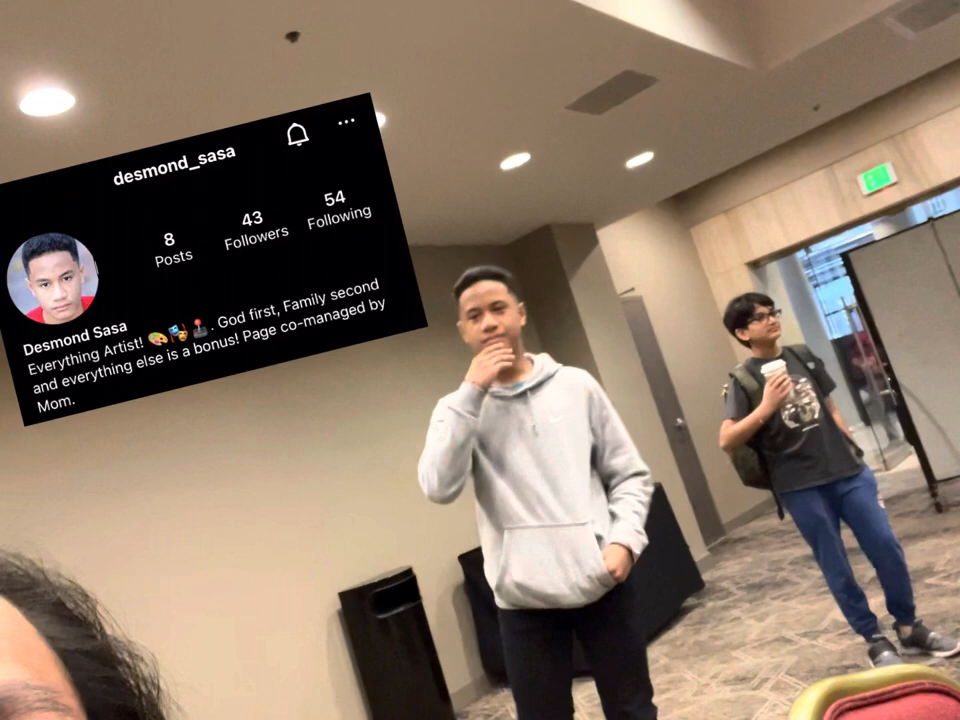 desmond_sasa
8 43 54
Posts Followers Following
Desmond Sasa
Everything Artist! 🎨🎭🕹️. God first, Family second
and everything else is a bonus! Page co-managed by
Mom.